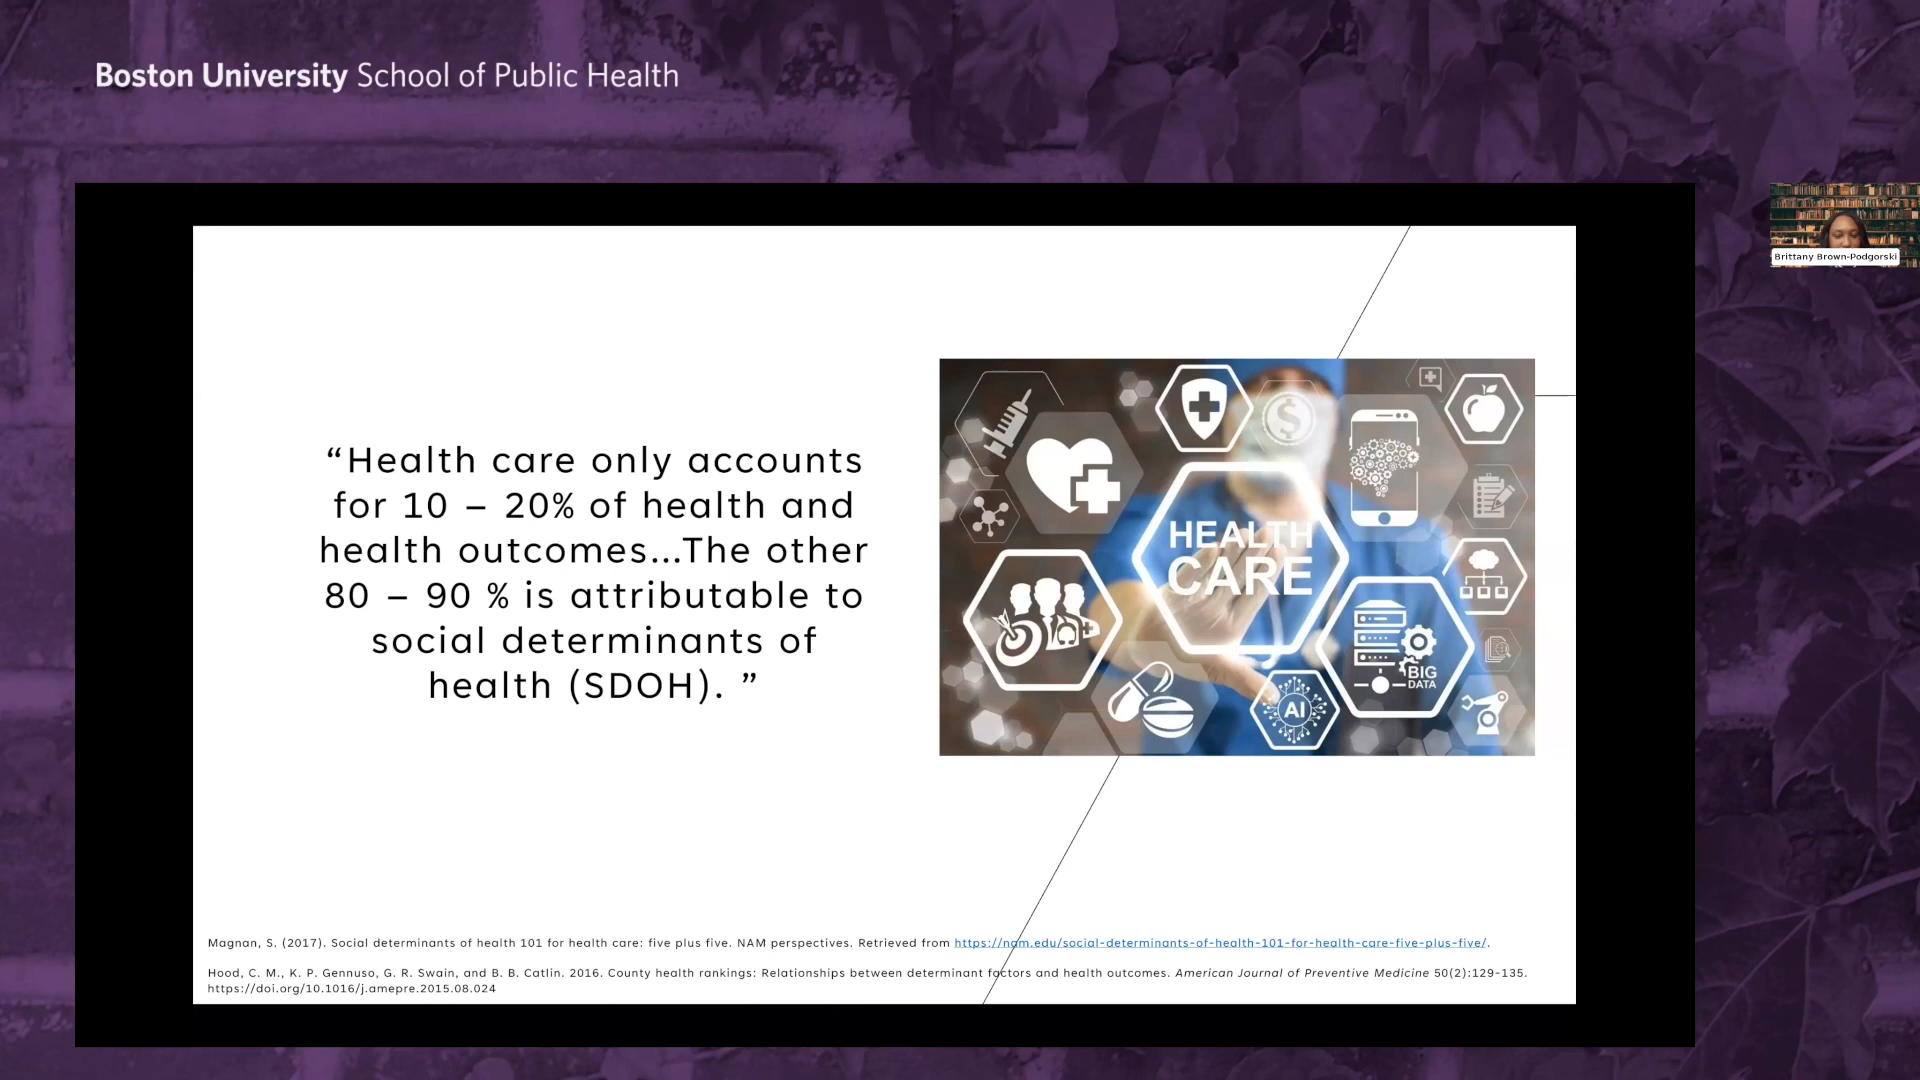 Boston University School of Public Health
Brittany Brown-Podgorski
“Health care only accounts
for 10 – 20% of health and
health outcomes...The other
80 – 90 % is attributable to
social determinants of
health (SDOH). ”
HEALTH
CARE
BIG
DATA
AI
Magnan, S. (2017). Social determinants of health 101 for health care: five plus five. NAM perspectives. Retrieved from https://nam.edu/social-determinants-of-health-101-for-health-care-five-plus-five/.
Hood, C. M., K. P. Gennuso, G. R. Swain, and B. B. Catlin. 2016. County health rankings: Relationships between determinant factors and health outcomes. American Journal of Preventive Medicine 50(2):129-135.
https://doi.org/10.1016/j.amepre.2015.08.024